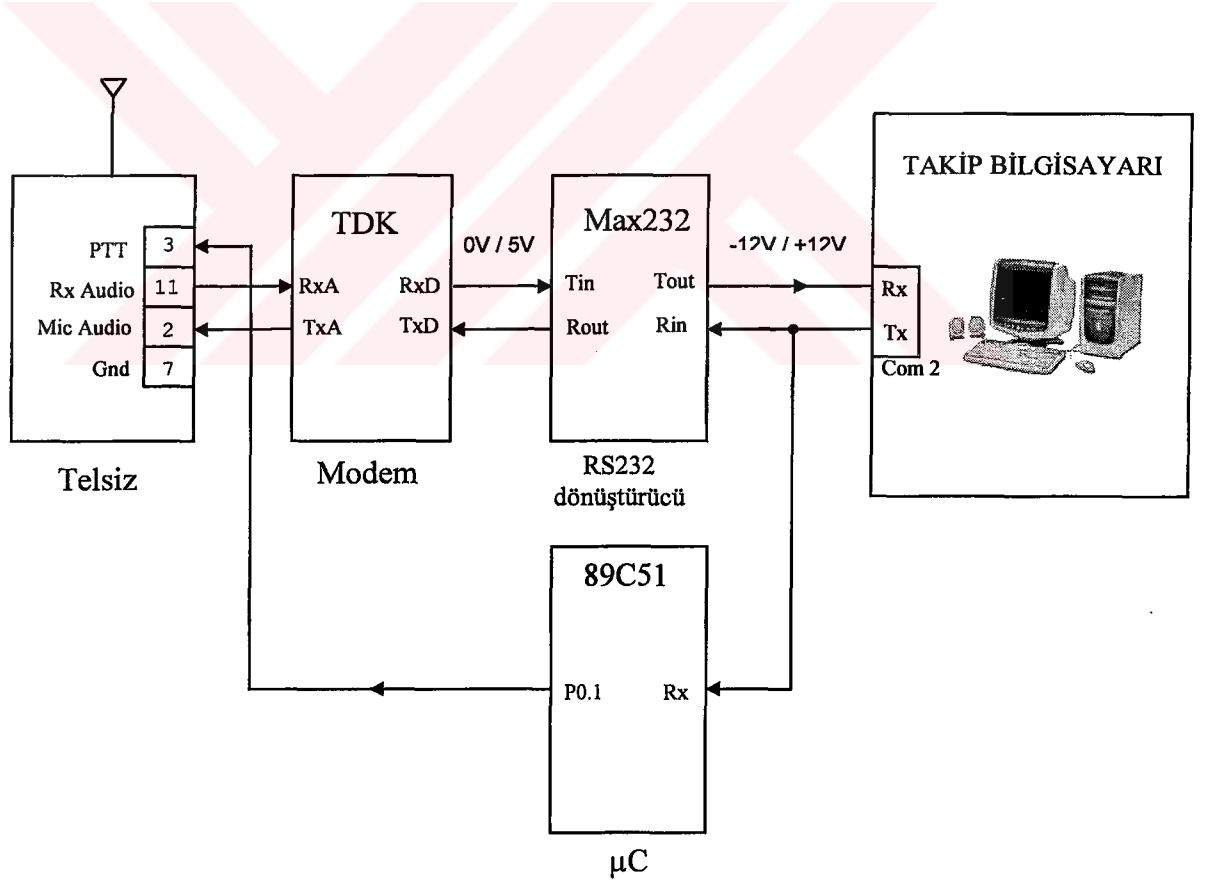 TAKİP BİLGİSAYARI
TDK
Max232
0V / 5V
-12V / +12V
PTT 3
Rx Audio 11
Mic Audio 2
Gnd 7
RxA RxD
TxA TxD
Tin Tout
Rout Rin
Rx
Tx
Com 2
Telsiz
Modem
RS232
dönüştürücü
89C51
P0.1 Rx
µC